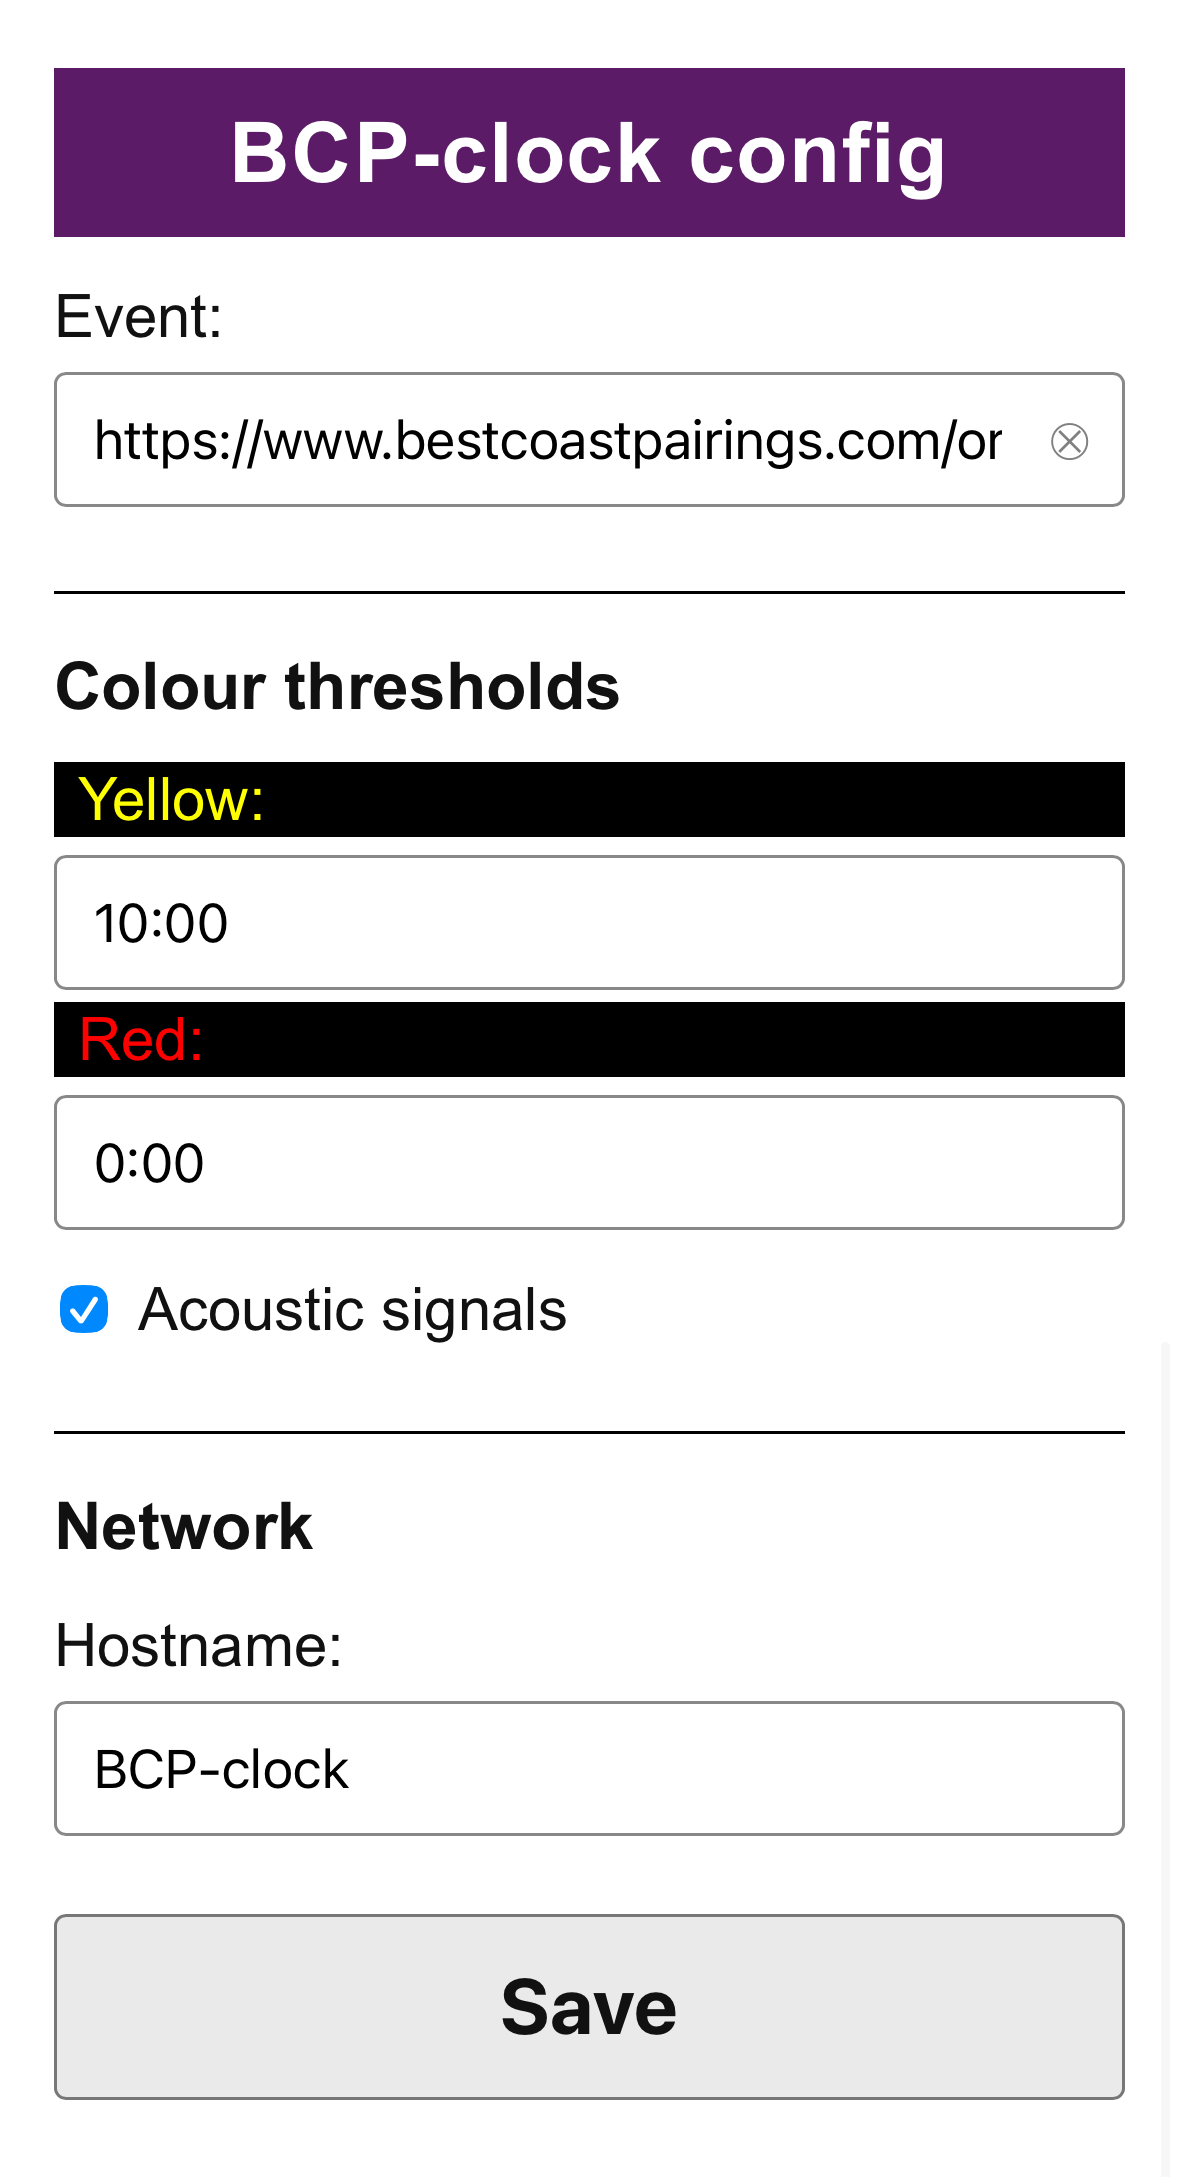 BCP-clock config
Event:
https://www.bestcoastpairings.com/or
Colour thresholds
Yellow:
10:00
Red:
0:00
Acoustic signals
Network
Hostname:
BCP-clock
Save